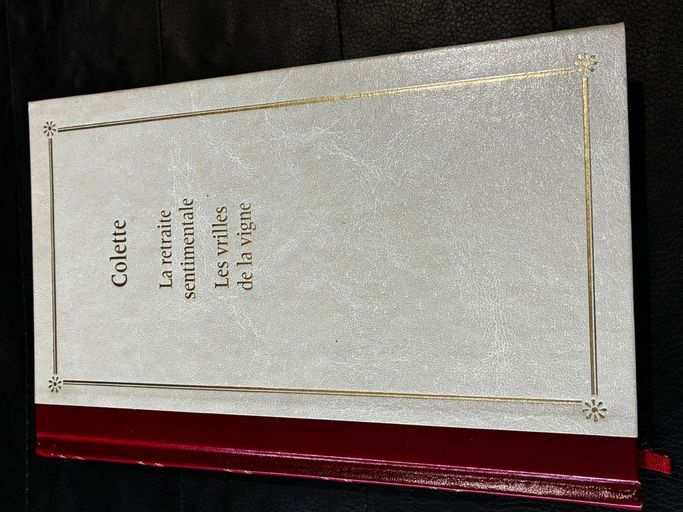 Colette
La retraite
sentimentale
Les vrilles
de la vigne